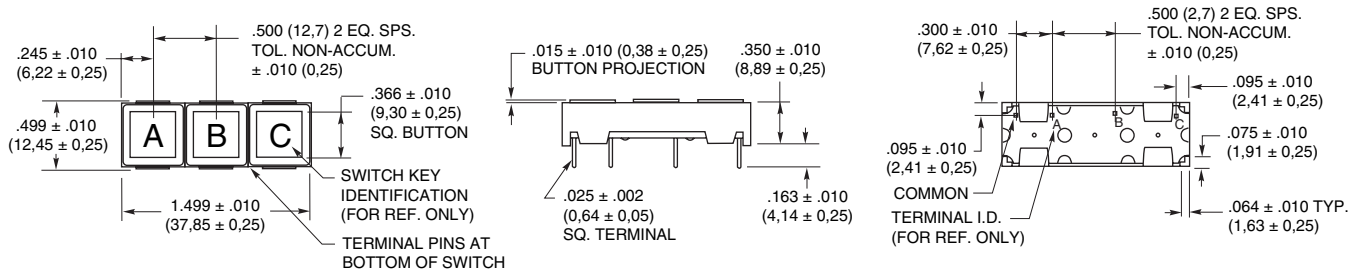 .500 (12,7) 2 EQ. SPS.
TOL. NON-ACCUM.
± .010 (0,25)
.245 ± .010
(6,22 ± 0,25)
.366 ± .010
(9,30 ± 0,25)
SQ. BUTTON
.499 ± .010
(12,45 ± 0,25)
A
B
C
SWITCH KEY
IDENTIFICATION
(FOR REF. ONLY)
1.499 ± .010
(37,85 ± 0,25)
TERMINAL PINS AT
BOTTOM OF SWITCH
.015 ± .010 (0,38 ± 0,25)
BUTTON PROJECTION
.350 ± .010
(8,89 ± 0,25)
.025 ± .002
(0,64 ± 0,05)
SQ. TERMINAL
.163 ± .010
(4,14 ± 0,25)
.300 ± .010
(7,62 ± 0,25)
.500 (2,7) 2 EQ. SPS.
TOL. NON-ACCUM.
± .010 (0,25)
.095 ± .010
(2,41 ± 0,25)
A
B
C
.095 ± .010
(2,41 ± 0,25)
.075 ± .010
(1,91 ± 0,25)
COMMON
TERMINAL I.D.
(FOR REF. ONLY)
.064 ± .010 TYP.
(1,63 ± 0,25)